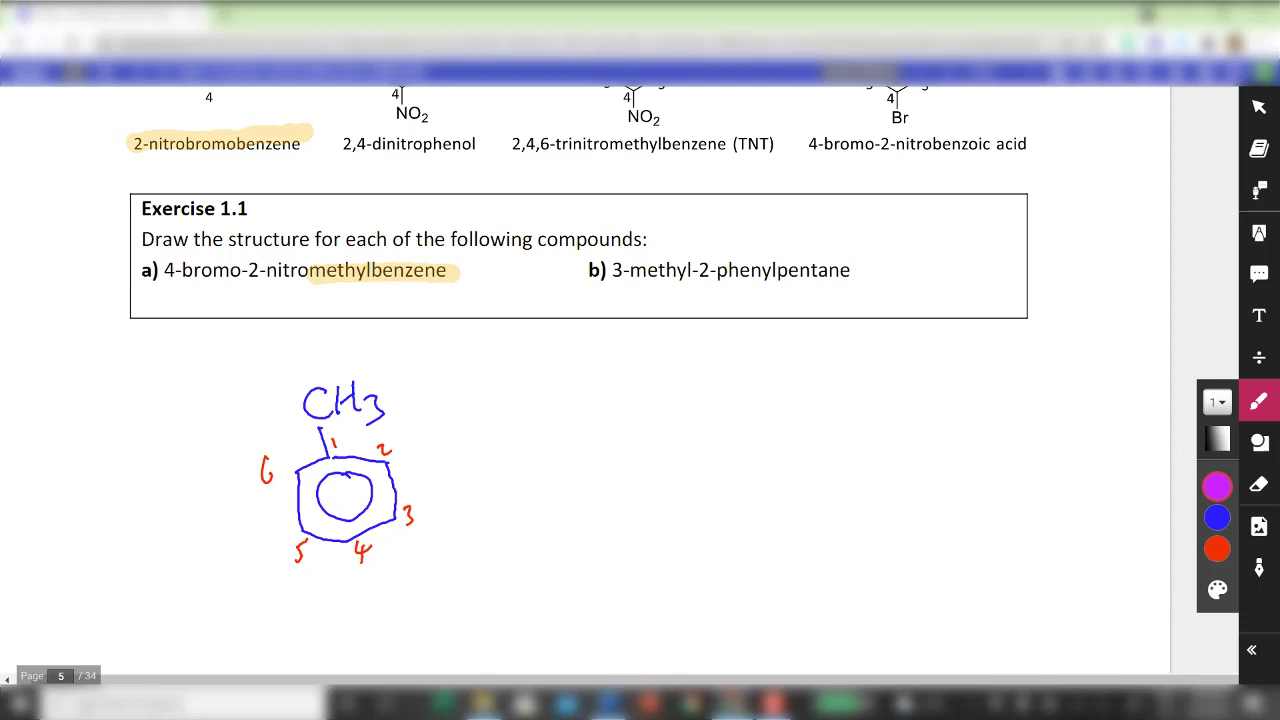 4
4
NO2
4
NO2
4
Br
2-nitrobromobenzene
2,4-dinitrophenol
2,4,6-trinitromethylbenzene (TNT)
4-bromo-2-nitrobenzoic acid
Exercise 1.1
Draw the structure for each of the following compounds:
a) 4-bromo-2-nitromethylbenzene
b) 3-methyl-2-phenylpentane
CH3
1
2
6
3
5
4
T
1
Page 5 / 34